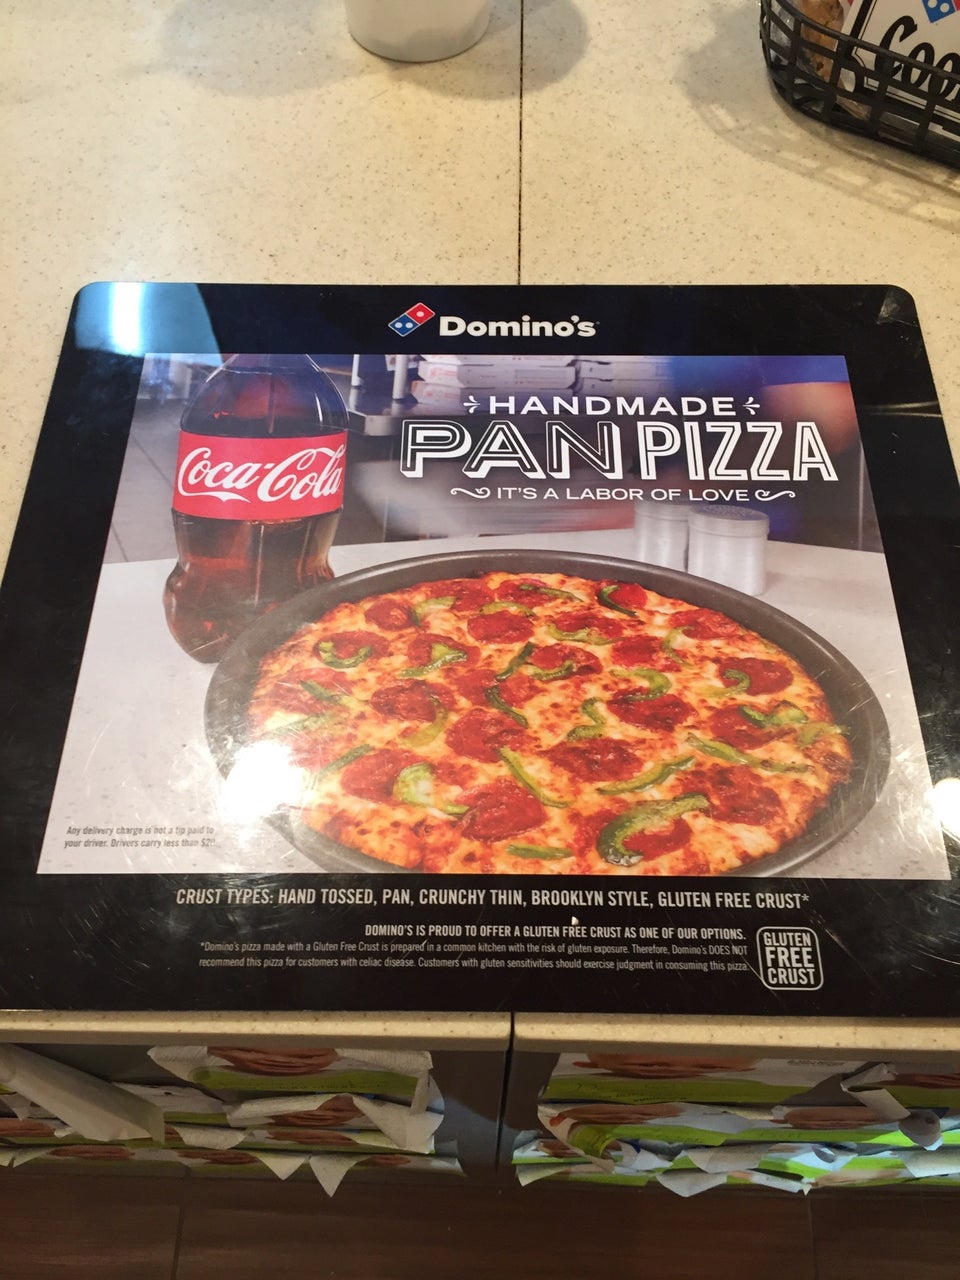 Domino's
HANDMADE
PAN PIZZA
IT'S A LABOR OF LOVE
Coca-Cola
Any delivery charge is not a tip paid to
your driver. Drivers carry less than $20.
CRUST TYPES: HAND TOSSED, PAN, CRUNCHY THIN, BROOKLYN STYLE, GLUTEN FREE CRUST*
DOMINO'S IS PROUD TO OFFER A GLUTEN FREE CRUST AS ONE OF OUR OPTIONS.
*Domino's pizza made with a Gluten Free Crust is prepared in a common kitchen with the risk of gluten exposure. Therefore, Domino's DOES NOT
recommend this pizza for customers with celiac disease. Customers with gluten sensitivities should exercise judgment in consuming this pizza.
GLUTEN
FREE
CRUST